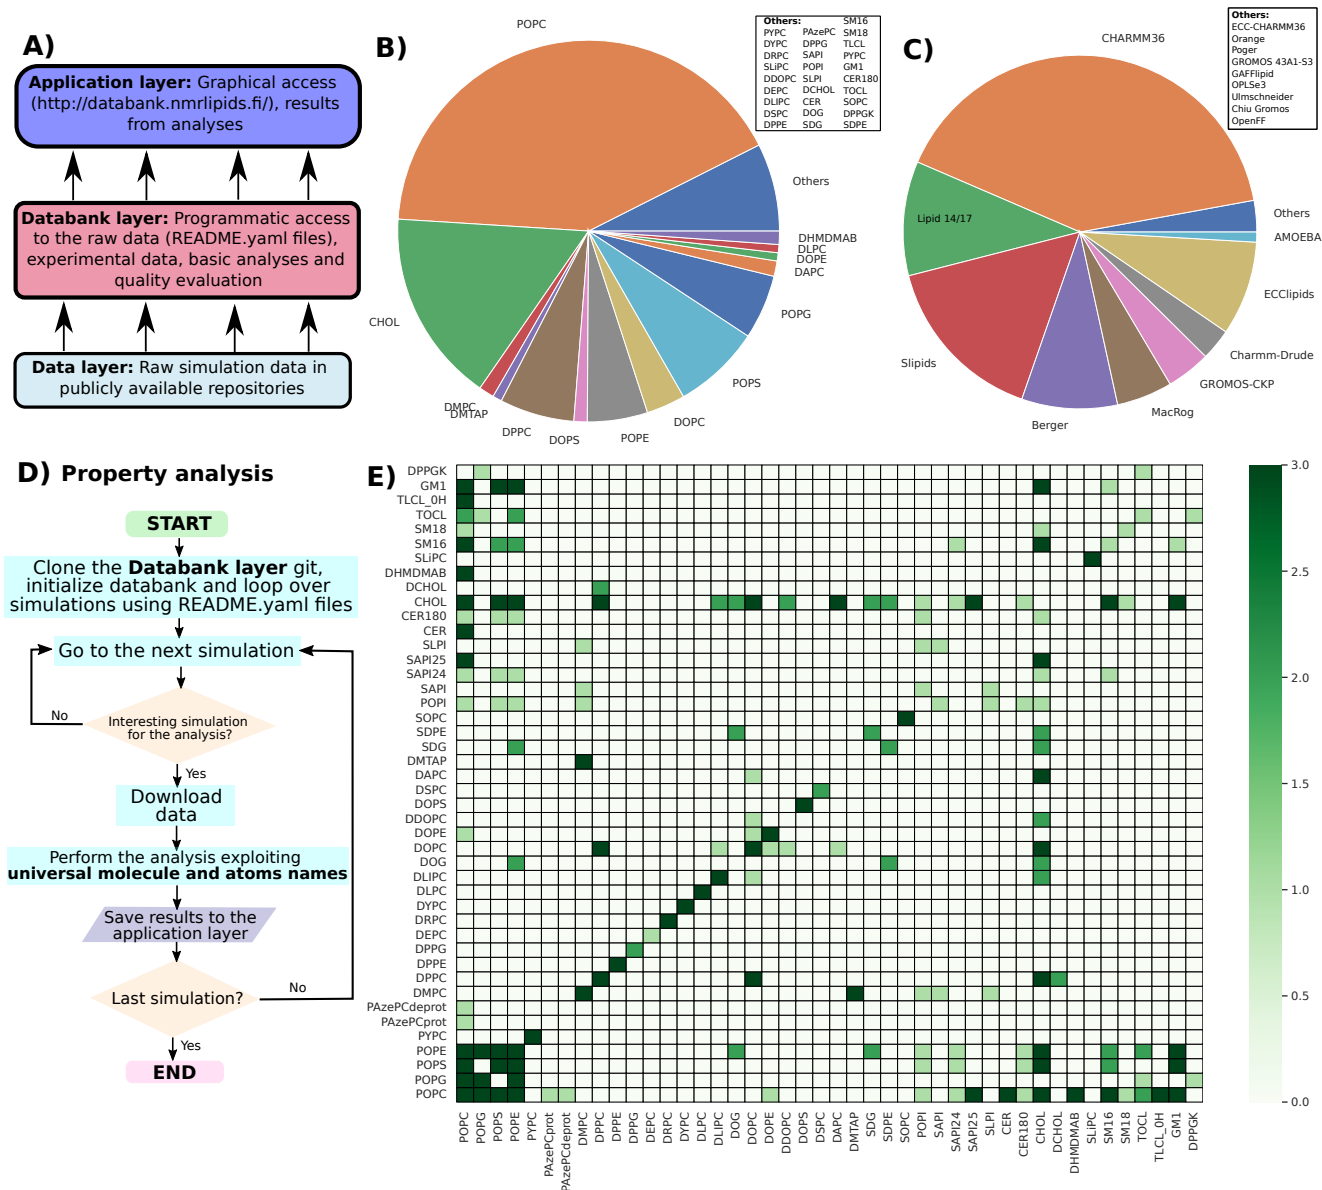 A)
Application layer: Graphical access
(http://databank.nmrlipids.fi/), results
from analyses
Databank layer: Programmatic access
to the raw data (README.yaml files),
experimental data, basic analyses and
quality evaluation
Data layer: Raw simulation data in
publicly available repositories
B)
POPC
Others
DHMDMAB
DLPC
DOPE
DAPC
POPG
POPS
DOPC
POPE
DOPS
DPPC
DMTAP
DMPC
CHOL
Others: SM16
PYPC PAzePC SM18
DYPC DPPG TLCL
DRPC SAPI PYPC
SLiPC POPI GM1
DDOPC SLPI CER180
DEPC DCHOL TOCL
DLIPC CER SOPC
DSPC DOG DPPGK
DPPE SDG SDPE
C)
CHARMM36
Others
AMOEBA
ECClipids
Charmm-Drude
GROMOS-CKP
MacRog
Berger
Slipids
Lipid 14/17
Others:
ECC-CHARMM36
Orange
Poger
GROMOS 43A1-S3
GAFFlipid
OPLSe3
Ulmschneider
Chiu Gromos
OpenFF
D) Property analysis
START
Clone the Databank layer git,
initialize databank and loop over
simulations using README.yaml files
Go to the next simulation
No
Interesting simulation
for the analysis?
Yes
Download
data
Perform the analysis exploiting
universal molecule and atoms names
Save results to the
application layer
Last simulation?
No
Yes
END
E)
DPPGK
GM1
TLCL_0H
TOCL
SM18
SM16
SLiPC
DHMDMAB
DCHOL
CHOL
CER180
CER
SLPI
SAPI25
SAPI24
SAPI
POPI
SOPC
SDPE
SDG
DMTAP
DAPC
DSPC
DOPS
DDOPC
DOPE
DOPC
DOG
DLIPC
DLPC
DYPC
DRPC
DEPC
DPPG
DPPE
DPPC
DMPC
PAzePCdeprot
PAzePCprot
PYPC
POPE
POPS
POPG
POPC
POPC
POPG
POPS
POPE
PYPC
PAzePCprot
PAzePCdeprot
DMPC
DPPC
DPPE
DPPG
DEPC
DRPC
DYPC
DLPC
DLIPC
DOG
DOPC
DOPE
DDOPC
DOPS
DSPC
DAPC
DMTAP
SDG
SDPE
SOPC
POPI
SAPI
SAPI24
SAPI25
SLPI
CER
CER180
CHOL
DCHOL
DHMDMAB
SLiPC
SM16
SM18
TOCL
TLCL_0H
GM1
DPPGK
3.0
2.5
2.0
1.5
1.0
0.5
0.0